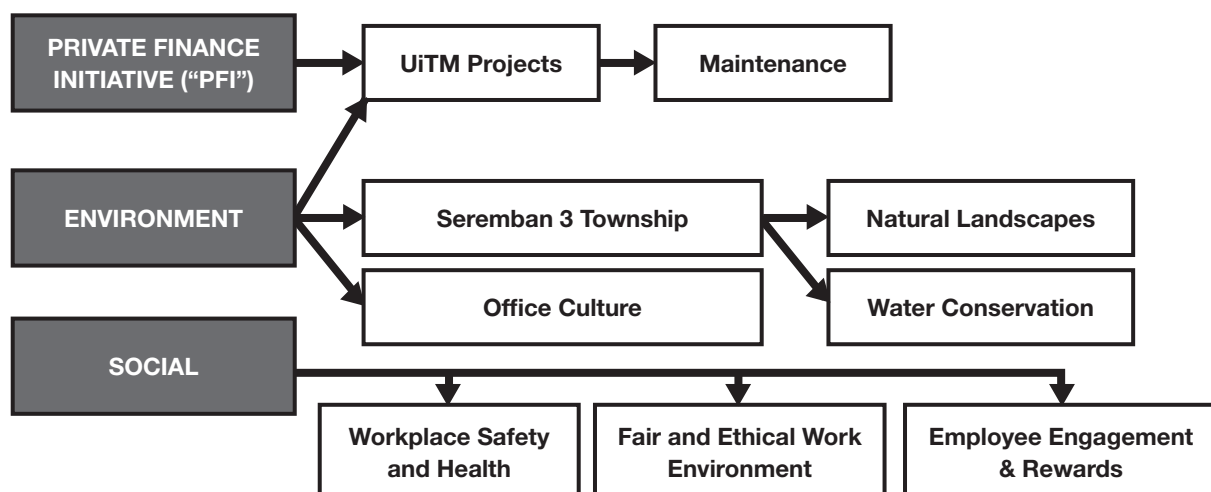 PRIVATE FINANCE
INITIATIVE (“PFI”)
UiTM Projects
Maintenance
ENVIRONMENT
Seremban 3 Township
Natural Landscapes
Office Culture
Water Conservation
SOCIAL
Workplace Safety
and Health
Fair and Ethical Work
Environment
Employee Engagement
& Rewards